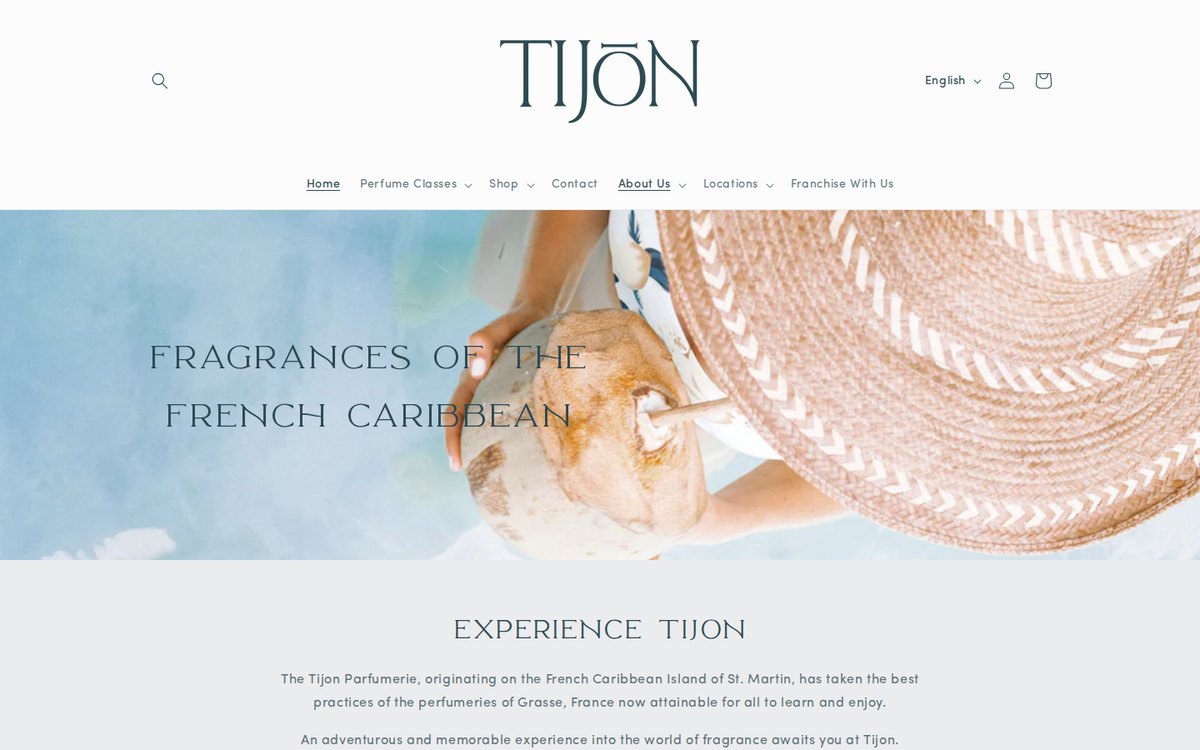 TIJŌN
English
Home Perfume Classes Shop Contact About Us Locations Franchise With Us
FRAGRANCES OF THE
FRENCH CARIBBEAN
EXPERIENCE TIJON
The Tijon Parfumerie, originating on the French Caribbean Island of St. Martin, has taken the best
practices of the perfumeries of Grasse, France now attainable for all to learn and enjoy.
An adventurous and memorable experience into the world of fragrance awaits you at Tijon.